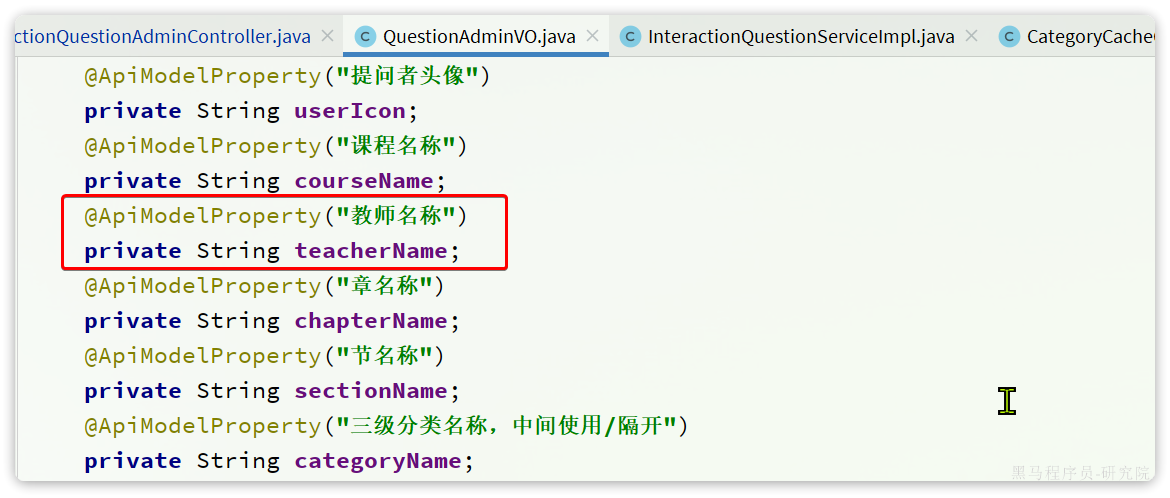 ctionQuestionAdminController.java QuestionAdminVO.java InteractionQuestionServiceImpl.java CategoryCache
@ApiModelProperty("提问者头像")
private String userIcon;
@ApiModelProperty("课程名称")
private String courseName;
@ApiModelProperty("教师名称")
private String teacherName;
@ApiModelProperty("章名称")
private String chapterName;
@ApiModelProperty("节名称")
private String sectionName;
@ApiModelProperty("三级分类名称，中间使用/隔开")
private String categoryName;
黑马程序员-研究院